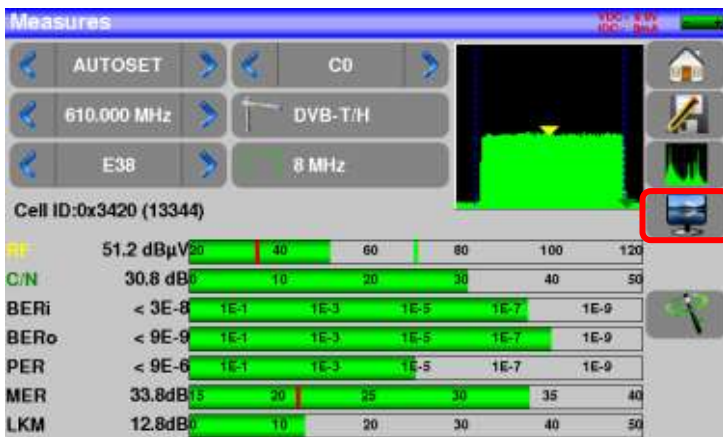 Measures
AUTOSET
C0
610.000 MHz
DVB-T/H
E38
8 MHz
Cell ID:0x3420 (13344)
RF 51.2 dBµV 20 40 60 80 100 120
C/N 30.8 dB 0 10 20 30 40 50
BERi < 3E-8 1E-1 1E-3 1E-5 1E-7 1E-9
BERo < 9E-9 1E-1 1E-3 1E-5 1E-7 1E-9
PER < 9E-6 1E-1 1E-3 1E-5 1E-7 1E-9
MER 33.8dB 15 20 25 30 35 40
LKM 12.8dB 0 10 20 30 40 50